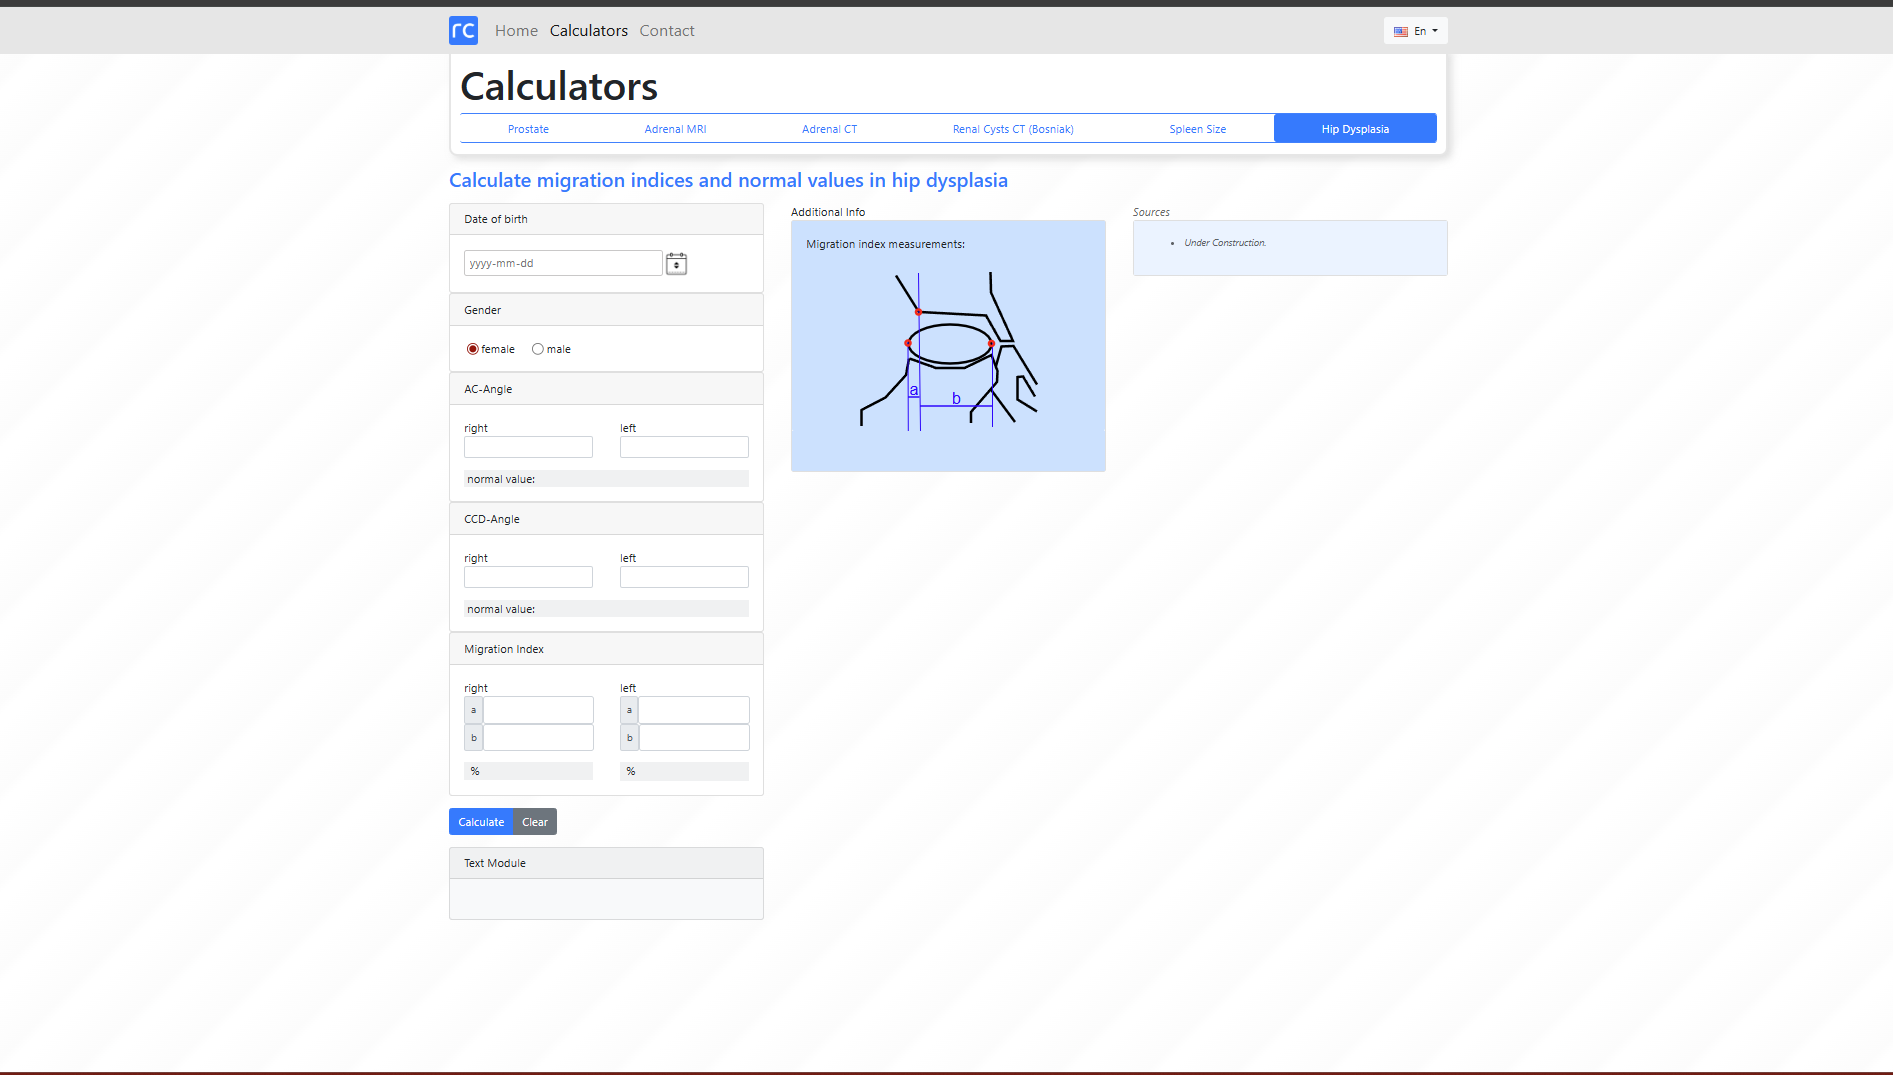 rc Home Calculators Contact En
Calculators
Prostate Adrenal MRI Adrenal CT Renal Cysts CT (Bosniak) Spleen Size Hip Dysplasia
Calculate migration indices and normal values in hip dysplasia
Date of birth
yyyy-mm-dd
Gender
female male
AC-Angle
right left
normal value:
CCD-Angle
right left
normal value:
Migration Index
right left
a a
b b
% %
Calculate Clear
Text Module
Additional Info
Migration index measurements:
a
b
Sources
Under Construction.